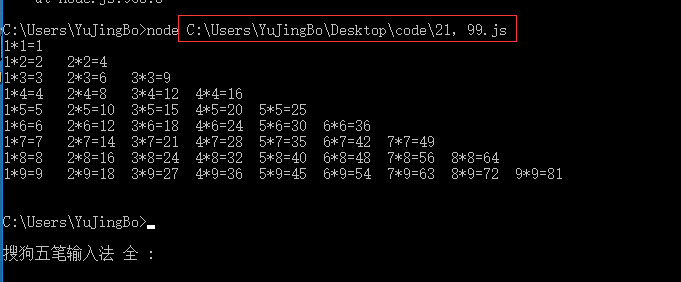 C:\Users\YuJingBo>node C:\Users\YuJingBo\Desktop\code\21, 99.js
1*1=1
1*2=2 2*2=4
1*3=3 2*3=6 3*3=9
1*4=4 2*4=8 3*4=12 4*4=16
1*5=5 2*5=10 3*5=15 4*5=20 5*5=25
1*6=6 2*6=12 3*6=18 4*6=24 5*6=30 6*6=36
1*7=7 2*7=14 3*7=21 4*7=28 5*7=35 6*7=42 7*7=49
1*8=8 2*8=16 3*8=24 4*8=32 5*8=40 6*8=48 7*8=56 8*8=64
1*9=9 2*9=18 3*9=27 4*9=36 5*9=45 6*9=54 7*9=63 8*9=72 9*9=81
C:\Users\YuJingBo>
搜狗五笔输入法 全 :